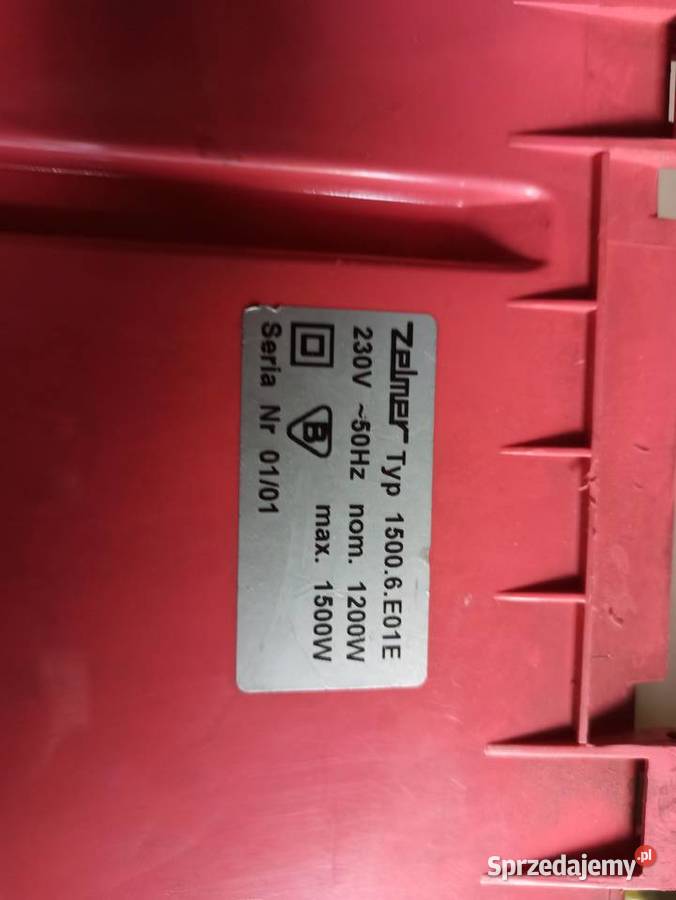 Zelmer Typ 1500.6.E01E
230V ~50Hz nom. 1200W
B max. 1500W
Seria Nr 01/01
Sprzedajemy.pl